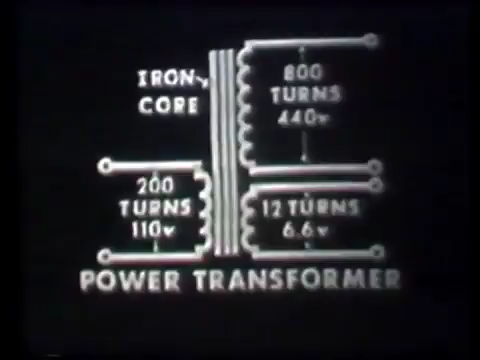 IRON
CORE
800
TURNS
440v
200
TURNS
110v
12 TURNS
6.6v
POWER TRANSFORMER